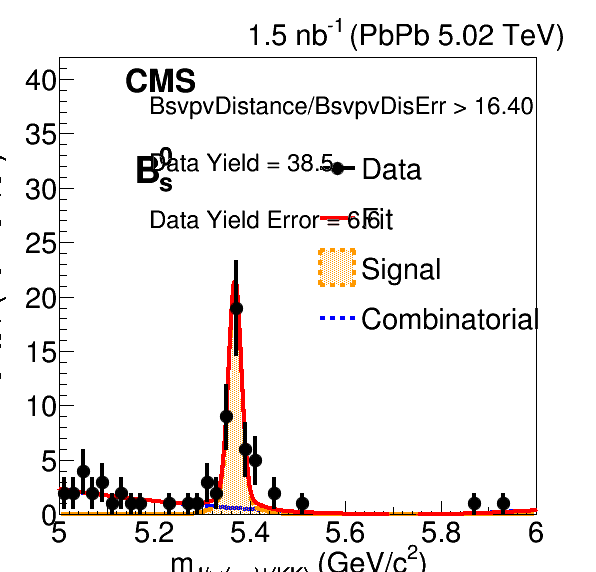 1.5 nb-1 (PbPb 5.02 TeV)
CMS
BsvpvDistance/BsvpvDisErr > 16.40
B0s
Data Yield = 38.5
Data
Data Yield Error = 6.6
Fit
Signal
Combinatorial
40
35
30
25
20
15
10
5
0
5 5.2 5.4 5.6 5.8 6
m (GeV/c2)